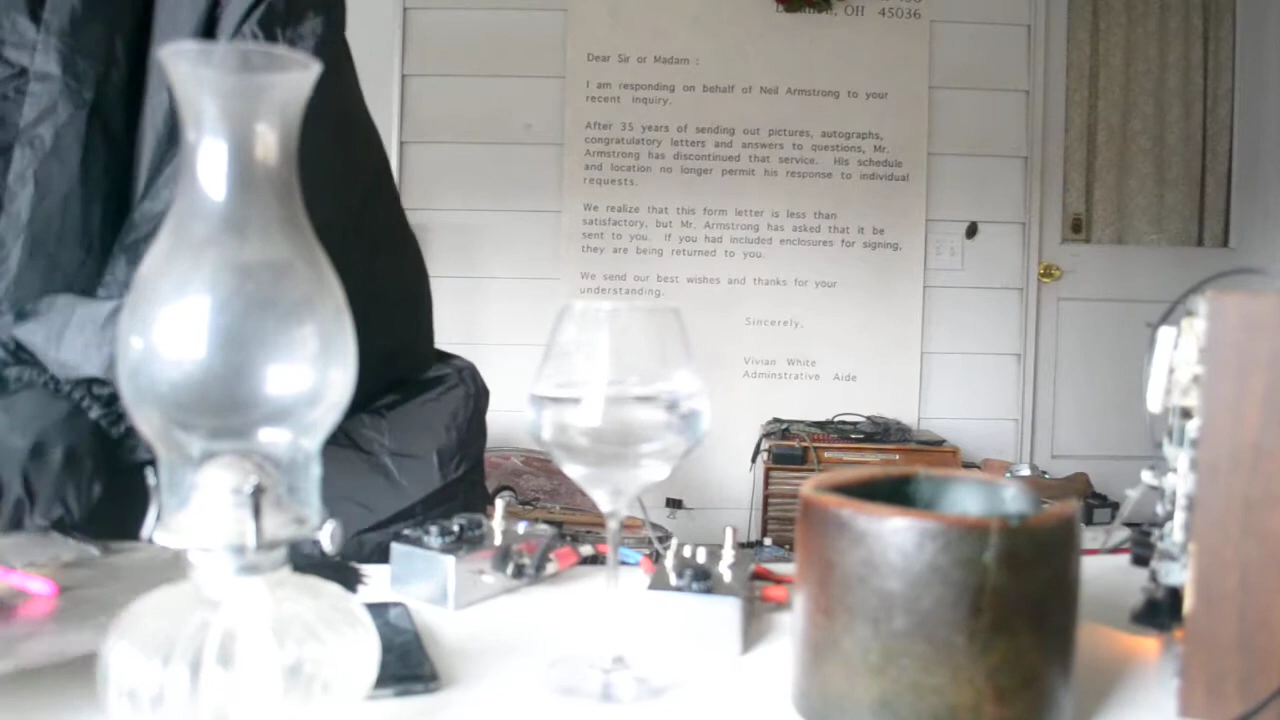 OH 45036
Dear Sir or Madam :
I am responding on behalf of Neil Armstrong to your
recent inquiry.
After 35 years of sending out pictures, autographs,
congratulatory letters and answers to questions, Mr.
Armstrong has discontinued that service. His schedule
and location no longer permit his response to individual
requests.
We realize that this form letter is less than
satisfactory, but Mr. Armstrong has asked that it be
sent to you. If you had included enclosures for signing,
they are being returned to you.
We send our best wishes and thanks for your
understanding.
Sincerely,
Vivian White
Adminstrative Aide